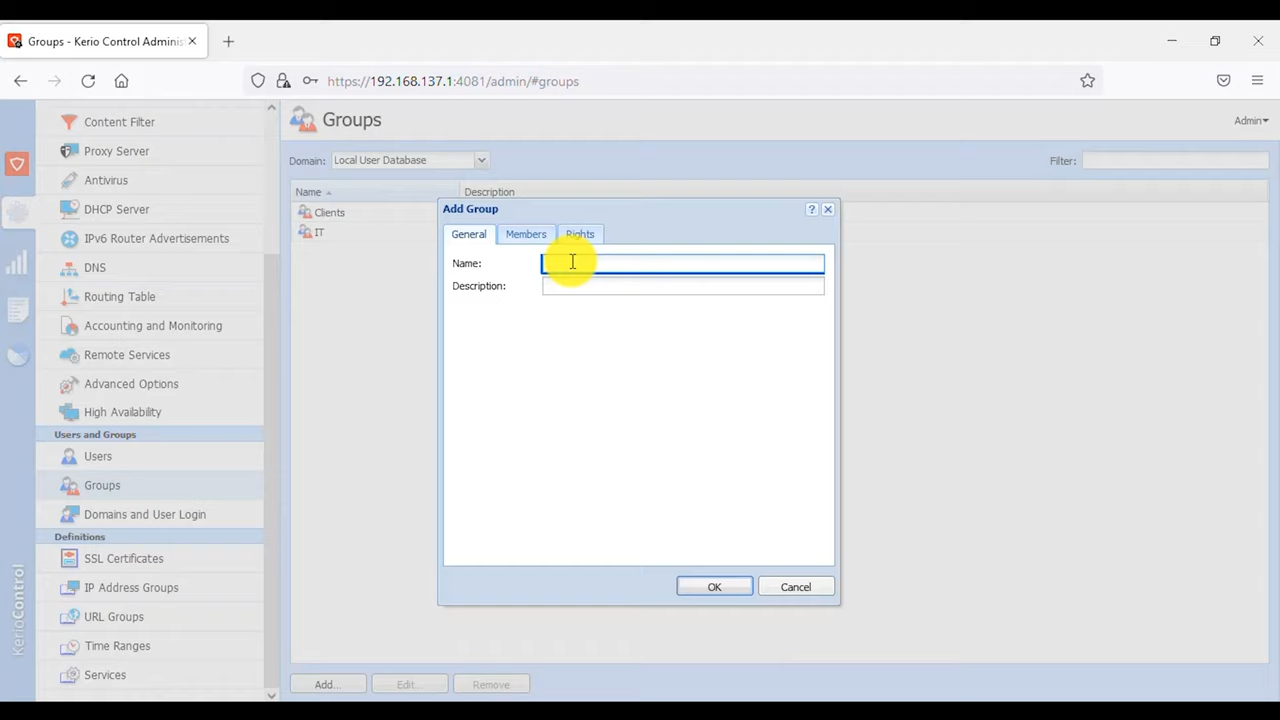 Groups - Kerio Control Adminis
https://192.168.137.1:4081/admin/#groups
Content Filter
Proxy Server
Antivirus
DHCP Server
IPv6 Router Advertisements
DNS
Routing Table
Accounting and Monitoring
Remote Services
Advanced Options
High Availability
Users and Groups
Users
Groups
Domains and User Login
Definitions
SSL Certificates
IP Address Groups
URL Groups
Time Ranges
Services
KerioControl
Groups
Admin
Domain: Local User Database
Filter:
Name Description
Clients
IT
Add Group
?
General Members Rights
Name:
Description:
OK Cancel
Add... Edit... Remove